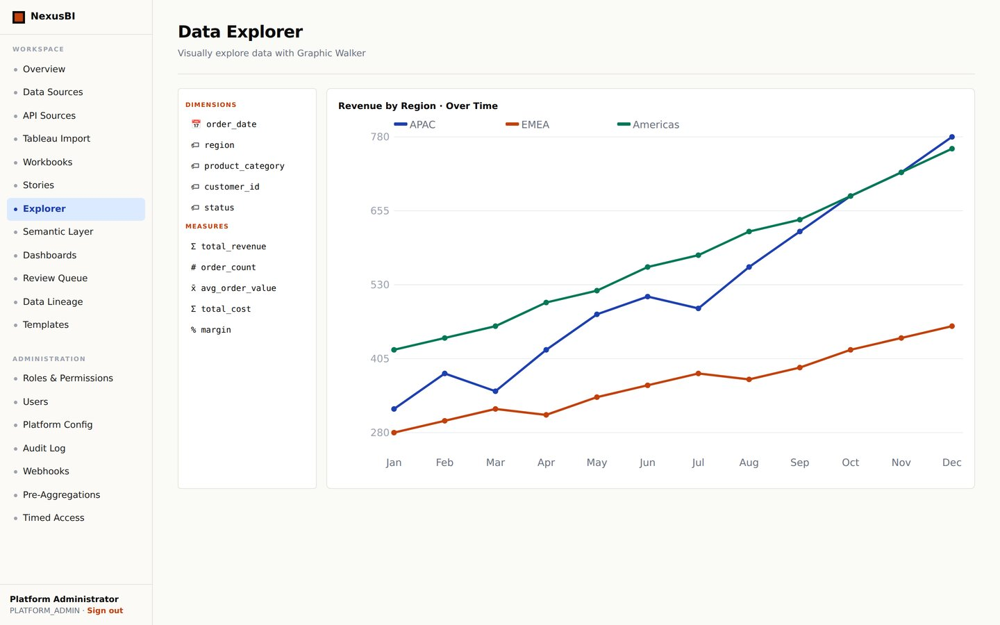 NexusBI
WORKSPACE
Overview
Data Sources
API Sources
Tableau Import
Workbooks
Stories
Explorer
Semantic Layer
Dashboards
Review Queue
Data Lineage
Templates
ADMINISTRATION
Roles & Permissions
Users
Platform Config
Audit Log
Webhooks
Pre-Aggregations
Timed Access
Platform Administrator
PLATFORM_ADMIN · Sign out
Data Explorer
Visually explore data with Graphic Walker
DIMENSIONS
order_date
region
product_category
customer_id
status
MEASURES
Σ total_revenue
# order_count
x̄ avg_order_value
Σ total_cost
% margin
Revenue by Region · Over Time
APAC EMEA Americas
780
655
530
405
280
Jan Feb Mar Apr May Jun Jul Aug Sep Oct Nov Dec